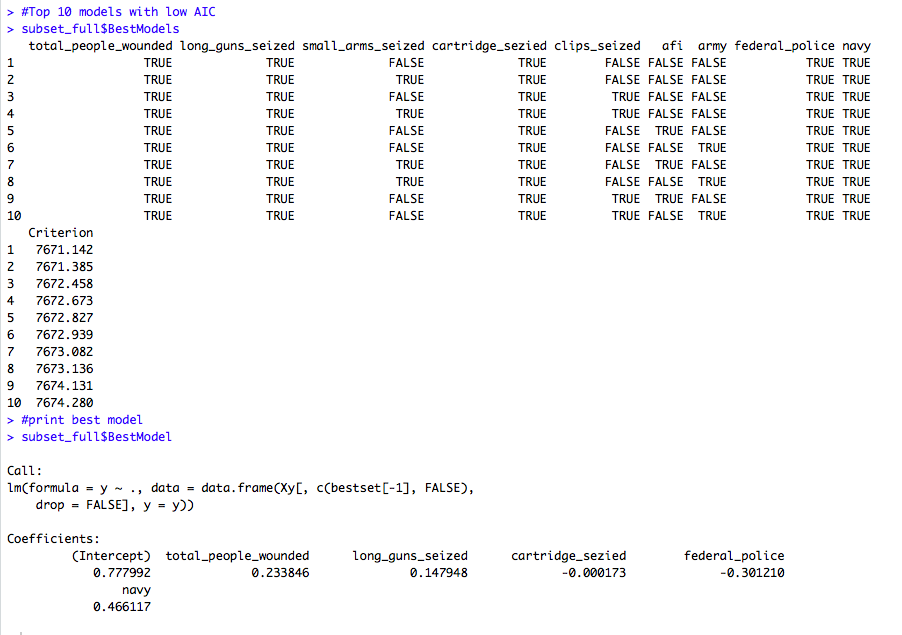 > #Top 10 models with low AIC
> subset_full$BestModels
total_people_wounded long_guns_seized small_arms_seized cartridge_sezied clips_seized afi army federal_police navy
1 TRUE TRUE FALSE TRUE FALSE FALSE FALSE TRUE TRUE
2 TRUE TRUE TRUE TRUE FALSE FALSE FALSE TRUE TRUE
3 TRUE TRUE FALSE TRUE TRUE FALSE FALSE TRUE TRUE
4 TRUE TRUE TRUE TRUE TRUE FALSE FALSE TRUE TRUE
5 TRUE TRUE FALSE TRUE FALSE TRUE FALSE TRUE TRUE
6 TRUE TRUE FALSE TRUE FALSE FALSE TRUE TRUE TRUE
7 TRUE TRUE TRUE TRUE FALSE TRUE FALSE TRUE TRUE
8 TRUE TRUE TRUE TRUE FALSE FALSE TRUE TRUE TRUE
9 TRUE TRUE FALSE TRUE TRUE TRUE FALSE TRUE TRUE
10 TRUE TRUE FALSE TRUE TRUE FALSE TRUE TRUE TRUE
Criterion
1 7671.142
2 7671.385
3 7672.458
4 7672.673
5 7672.827
6 7672.939
7 7673.082
8 7673.136
9 7674.131
10 7674.280
> #print best model
> subset_full$BestModel
Call:
lm(formula = y ~ ., data = data.frame(Xy[, c(bestset[-1], FALSE),
drop = FALSE], y = y))
Coefficients:
(Intercept) total_people_wounded long_guns_seized cartridge_sezied federal_police
0.777992 0.233846 0.147948 -0.000173 -0.301210
navy
0.466117